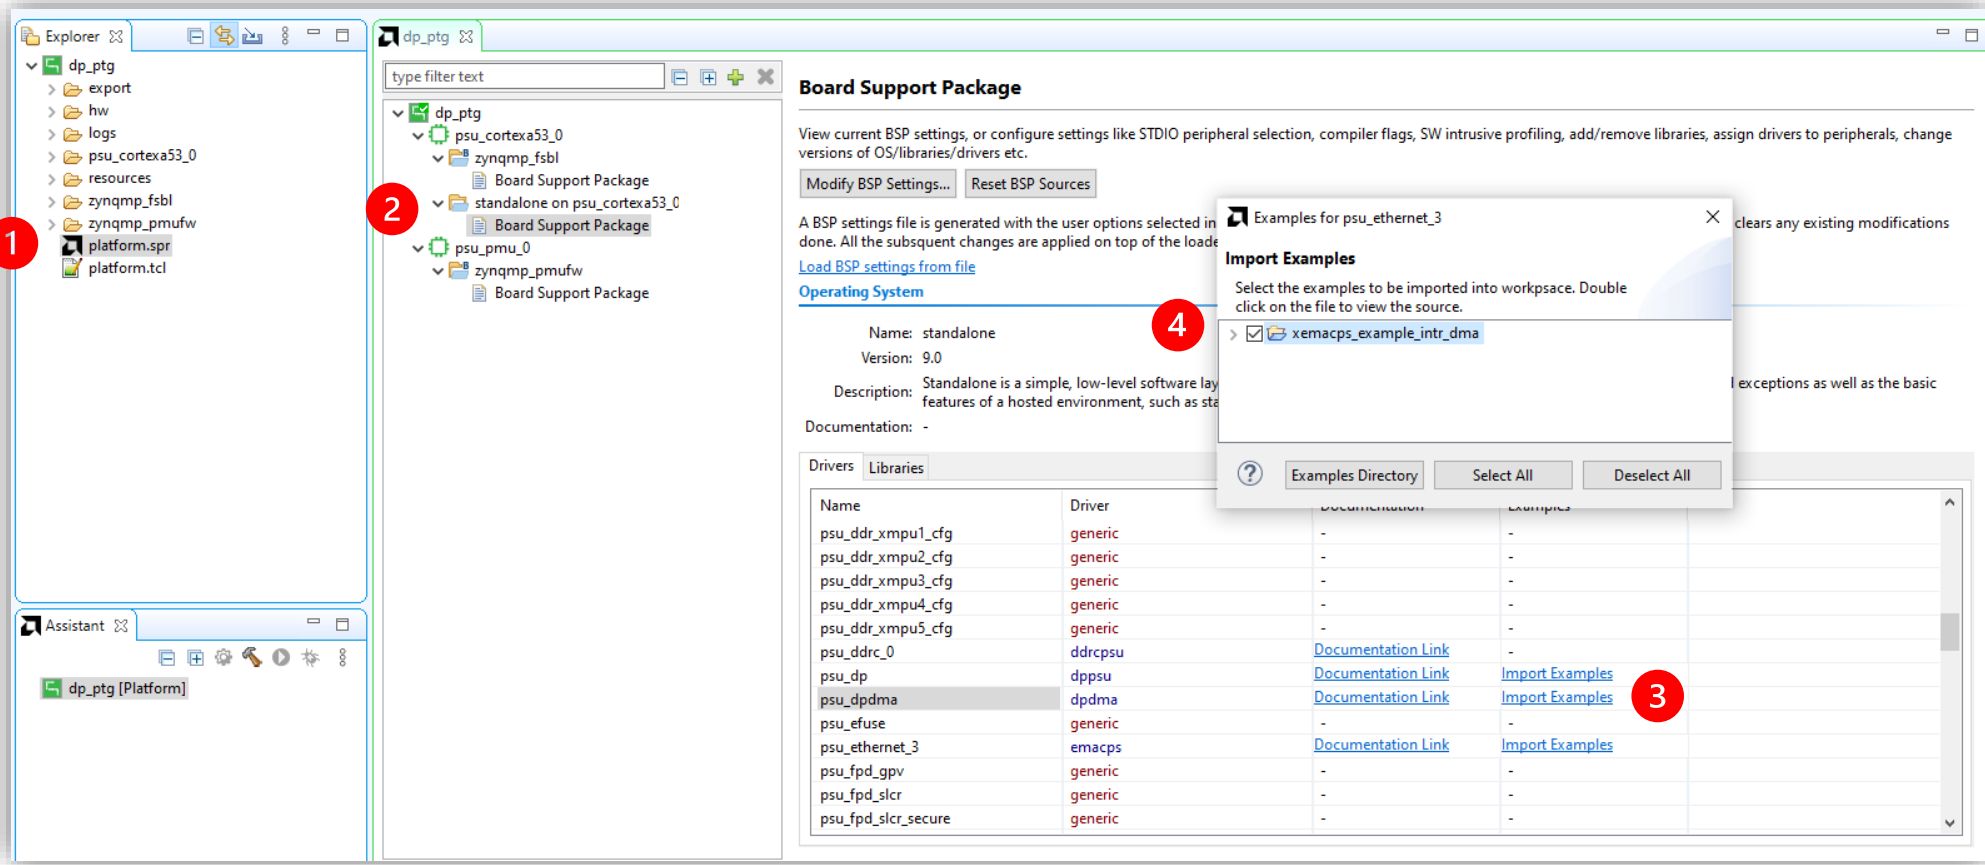 Explorer
dp_ptg
export
hw
logs
psu_cortexa53_0
resources
zynqmp_fsbl
zynqmp_pmufw
1
platform.spr
platform.tcl
Assistant
dp_ptg [Platform]
dp_ptg
type filter text
dp_ptg
psu_cortexa53_0
zynqmp_fsbl
Board Support Package
2
standalone on psu_cortexa53_0
Board Support Package
psu_pmu_0
zynqmp_pmufw
Board Support Package
Board Support Package
View current BSP settings, or configure settings like STDIO peripheral selection, compiler flags, SW intrusive profiling, add/remove libraries, assign drivers to peripherals, change
versions of OS/libraries/drivers etc.
Modify BSP Settings... Reset BSP Sources
A BSP settings file is generated with the user options selected in clears any existing modifications
done. All the subsquent changes are applied on top of the loade
Load BSP settings from file
Operating System
Name: standalone
Version: 9.0
Description: Standalone is a simple, low-level software lay exceptions as well as the basic
features of a hosted environment, such as sta
Documentation: -
4
Examples for psu_ethernet_3
Import Examples
Select the examples to be imported into workpsace. Double
click on the file to view the source.
xemacps_example_intr_dma
? Examples Directory Select All Deselect All
Drivers Libraries
Name Driver Documentation Examples
psu_ddr_xmpu1_cfg generic - -
psu_ddr_xmpu2_cfg generic - -
psu_ddr_xmpu3_cfg generic - -
psu_ddr_xmpu4_cfg generic - -
psu_ddr_xmpu5_cfg generic - -
psu_ddrc_0 ddrcpsu Documentation Link -
psu_dp dppsu Documentation Link Import Examples
psu_dpdma dpdma Documentation Link Import Examples 3
psu_efuse generic - -
psu_ethernet_3 emacps Documentation Link Import Examples
psu_fpd_gpv generic - -
psu_fpd_slcr generic - -
psu_fpd_slcr_secure generic - -